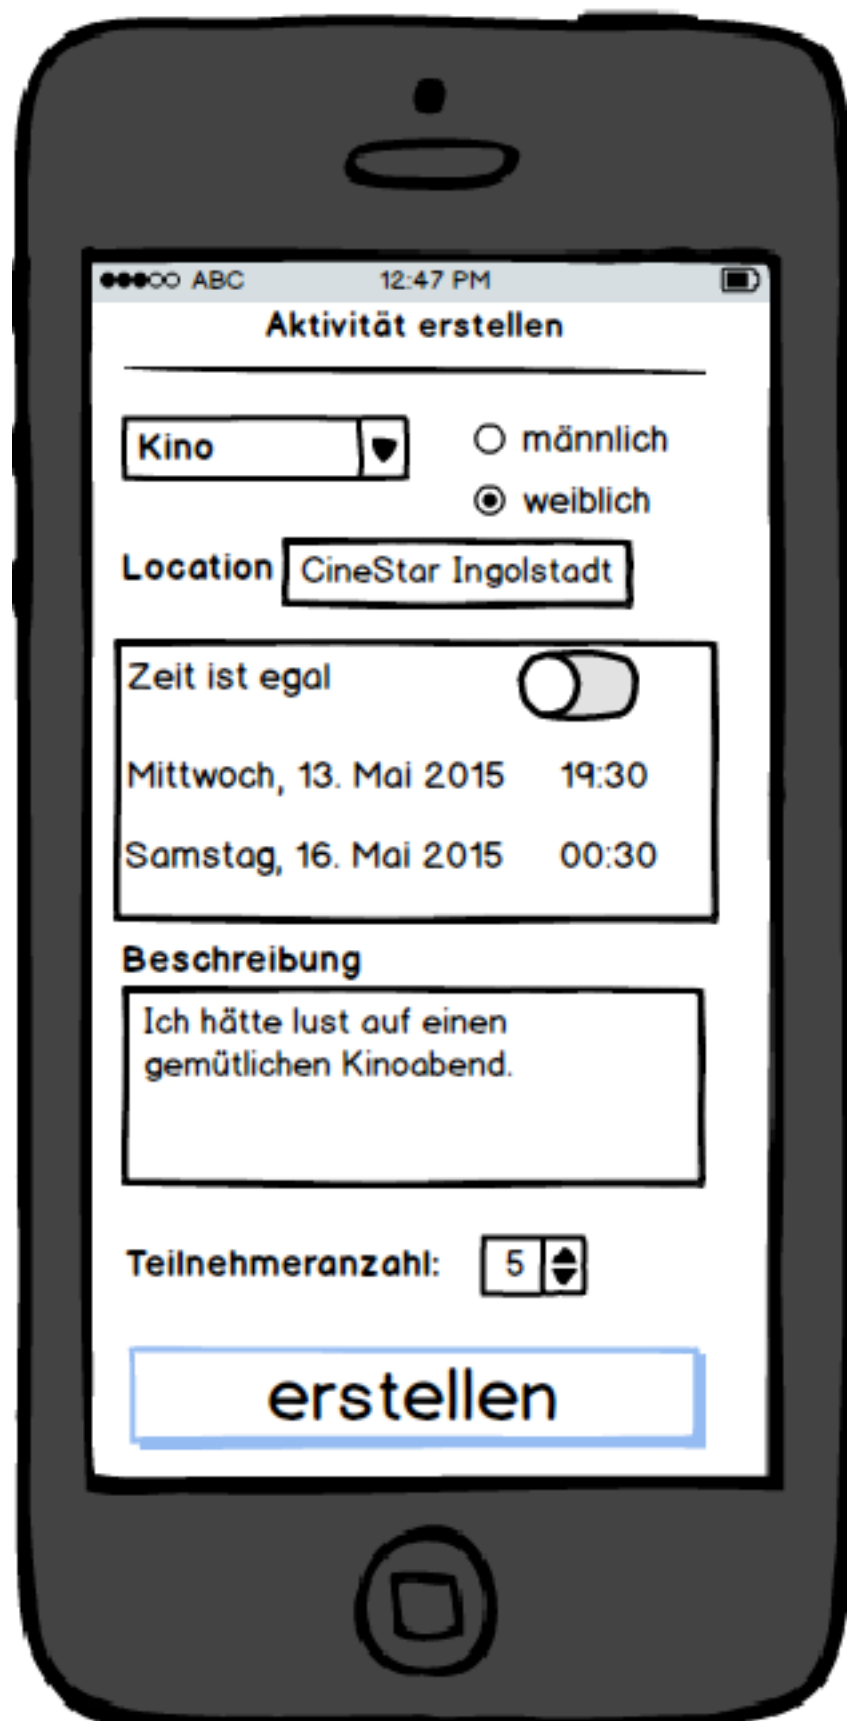 ABC 12:47 PM
Aktivität erstellen
Kino
männlich
weiblich
Location CineStar Ingolstadt
Zeit ist egal
Mittwoch, 13. Mai 2015 19:30
Samstag, 16. Mai 2015 00:30
Beschreibung
Ich hätte lust auf einen
gemütlichen Kinoabend.
Teilnehmeranzahl: 5
erstellen